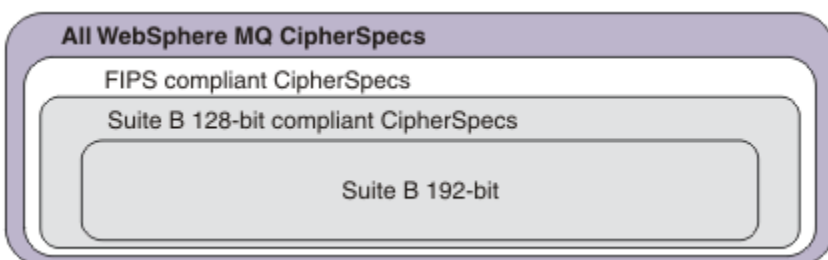 All WebSphere MQ CipherSpecs
FIPS compliant CipherSpecs
Suite B 128-bit compliant CipherSpecs
Suite B 192-bit